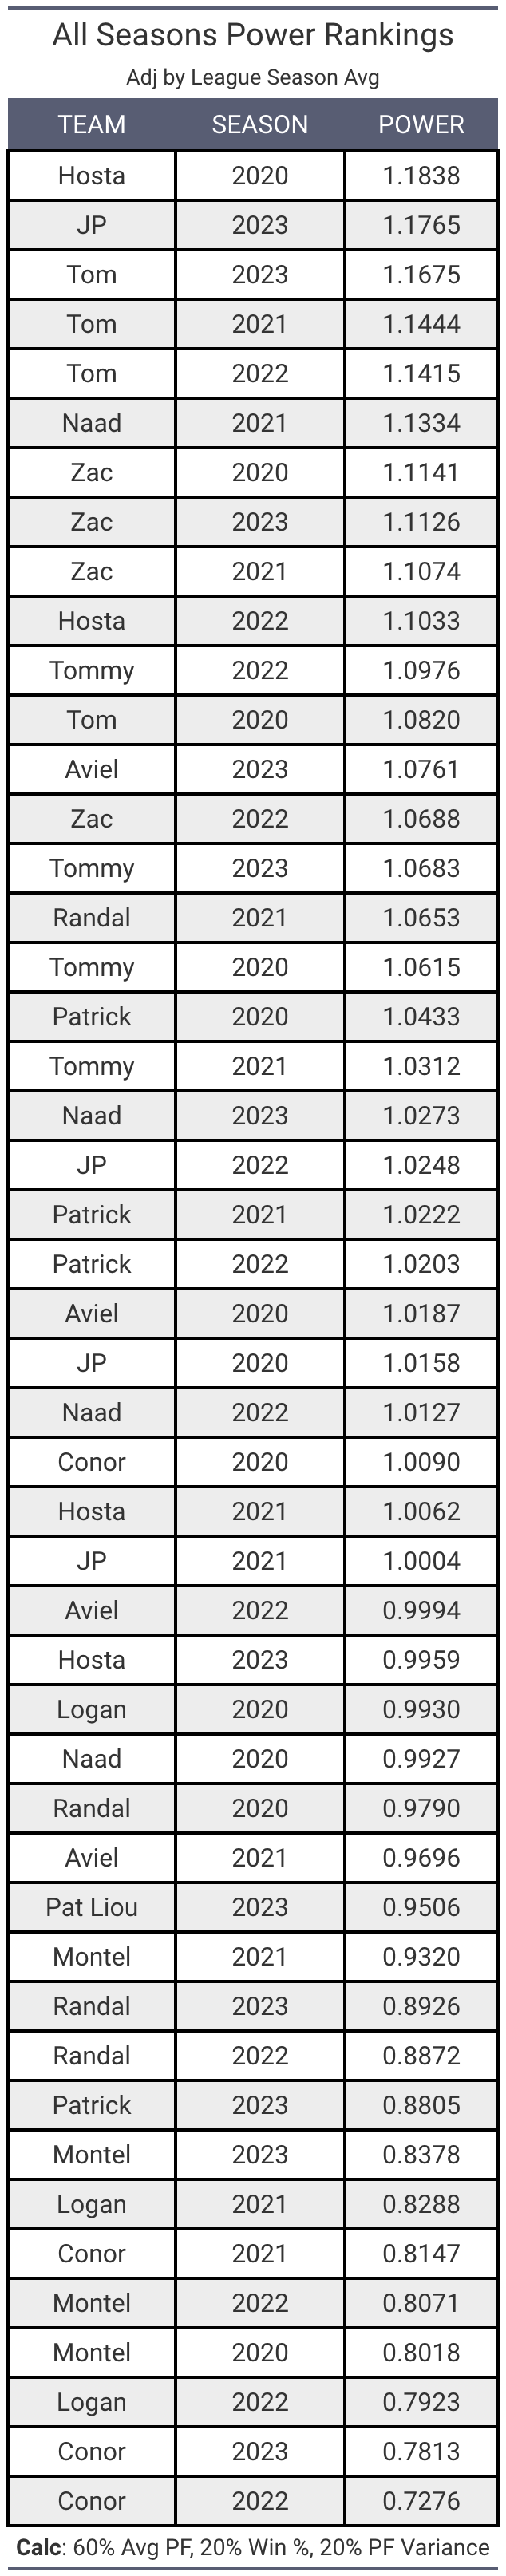 All Seasons Power Rankings
Adj by League Season Avg
TEAM SEASON POWER
Hosta 2020 1.1838
JP 2023 1.1765
Tom 2023 1.1675
Tom 2021 1.1444
Tom 2022 1.1415
Naad 2021 1.1334
Zac 2020 1.1141
Zac 2023 1.1126
Zac 2021 1.1074
Hosta 2022 1.1033
Tommy 2022 1.0976
Tom 2020 1.0820
Aviel 2023 1.0761
Zac 2022 1.0688
Tommy 2023 1.0683
Randal 2021 1.0653
Tommy 2020 1.0615
Patrick 2020 1.0433
Tommy 2021 1.0312
Naad 2023 1.0273
JP 2022 1.0248
Patrick 2021 1.0222
Patrick 2022 1.0203
Aviel 2020 1.0187
JP 2020 1.0158
Naad 2022 1.0127
Conor 2020 1.0090
Hosta 2021 1.0062
JP 2021 1.0004
Aviel 2022 0.9994
Hosta 2023 0.9959
Logan 2020 0.9930
Naad 2020 0.9927
Randal 2020 0.9790
Aviel 2021 0.9696
Pat Liou 2023 0.9506
Montel 2021 0.9320
Randal 2023 0.8926
Randal 2022 0.8872
Patrick 2023 0.8805
Montel 2023 0.8378
Logan 2021 0.8288
Conor 2021 0.8147
Montel 2022 0.8071
Montel 2020 0.8018
Logan 2022 0.7923
Conor 2023 0.7813
Conor 2022 0.7276
Calc: 60% Avg PF, 20% Win %, 20% PF Variance